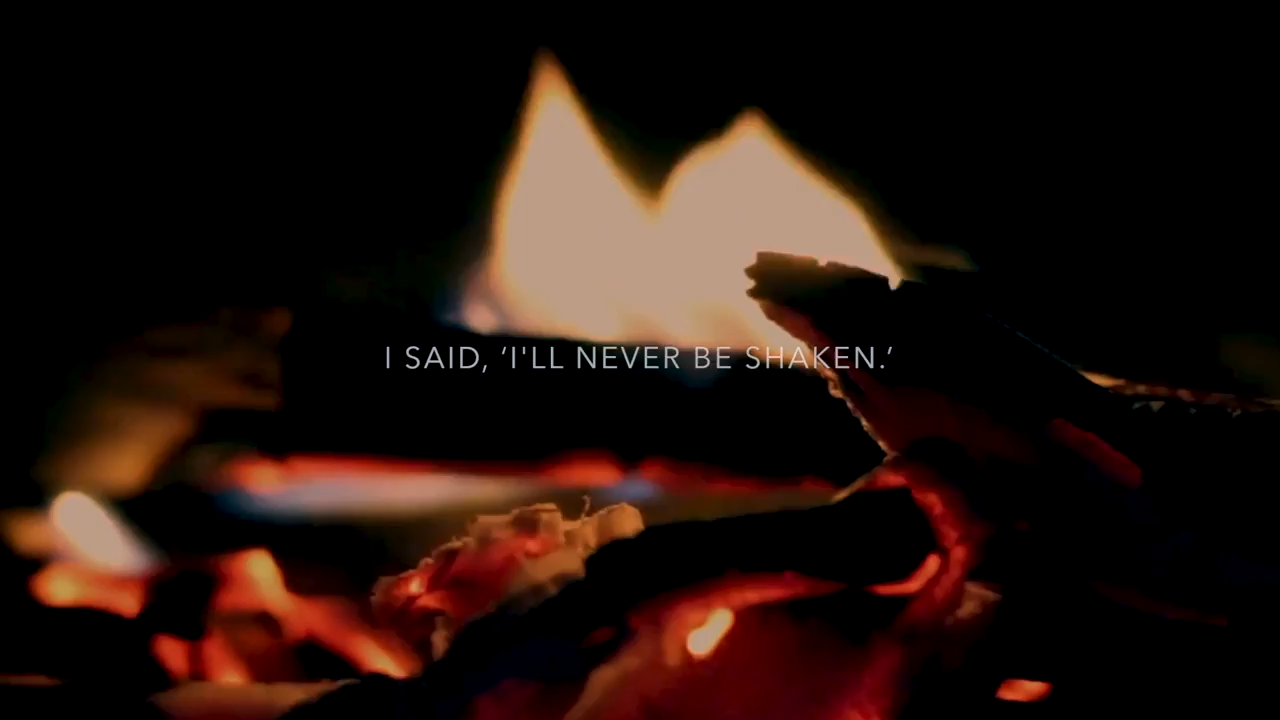 I SAID, ‘I'LL NEVER BE SHAKEN.‘